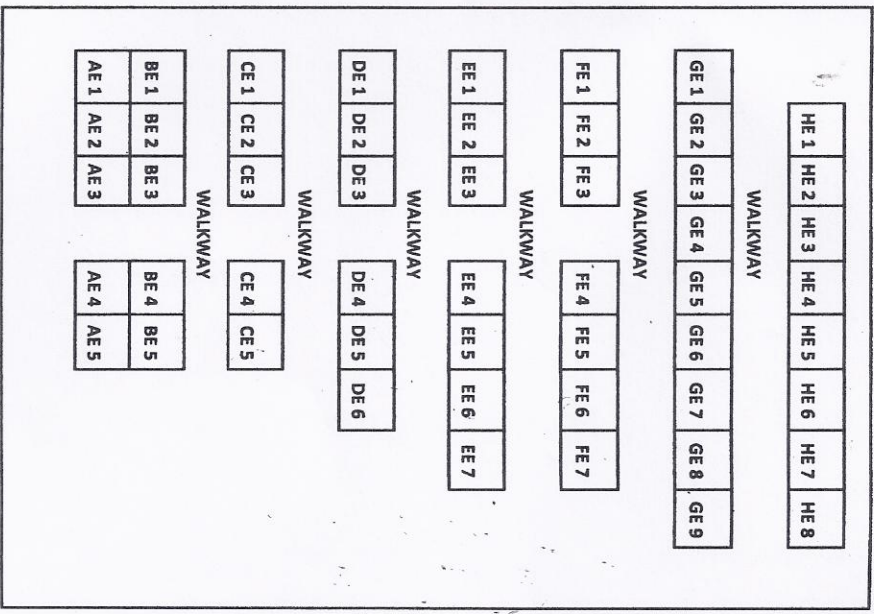 HE 1 HE 2 HE 3 HE 4 HE 5 HE 6 HE 7 HE 8
WALKWAY
GE 1 GE 2 GE 3 GE 4 GE 5 GE 6 GE 7 GE 8 GE 9
WALKWAY
FE 1 FE 2 FE 3 FE 4 FE 5 FE 6 FE 7
WALKWAY
EE 1 EE 2 EE 3 EE 4 EE 5 EE 6 EE 7
WALKWAY
DE 1 DE 2 DE 3 DE 4 DE 5 DE 6
WALKWAY
CE 1 CE 2 CE 3 CE 4 CE 5
WALKWAY
BE 1 BE 2 BE 3 BE 4 BE 5
AE 1 AE 2 AE 3 AE 4 AE 5